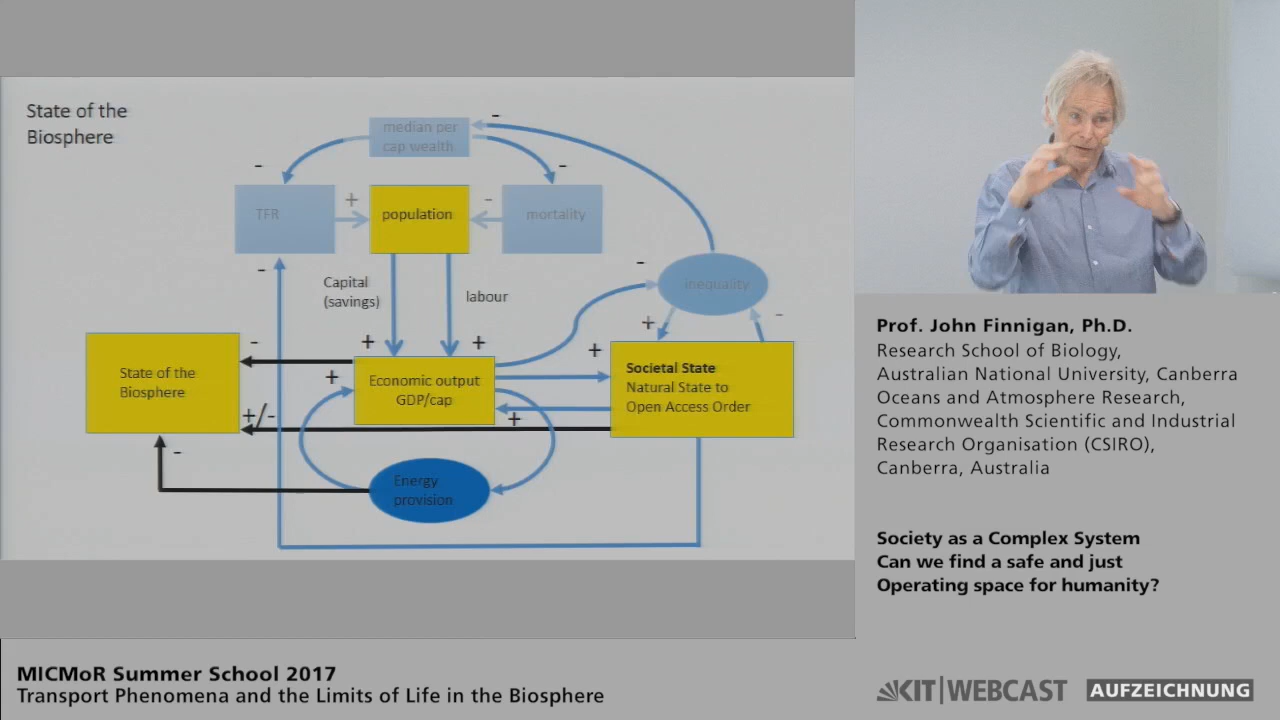 State of the
Biosphere
-
median per
cap wealth
-
-
TFR
+
population
-
mortality
-
Capital
(savings)
labour
-
inequality
+
-
-
+
+
+
State of the
Biosphere
+
Economic output
GDP/cap
Societal State
Natural State to
Open Access Order
+/-
+
-
Energy
provision
Prof. John Finnigan, Ph.D.
Research School of Biology,
Australian National University, Canberra
Oceans and Atmosphere Research,
Commonwealth Scientific and Industrial
Research Organisation (CSIRO),
Canberra, Australia
Society as a Complex System
Can we find a safe and just
Operating space for humanity?
MICMoR Summer School 2017
Transport Phenomena and the Limits of Life in the Biosphere
KIT|WEBCAST
AUFZEICHNUNG